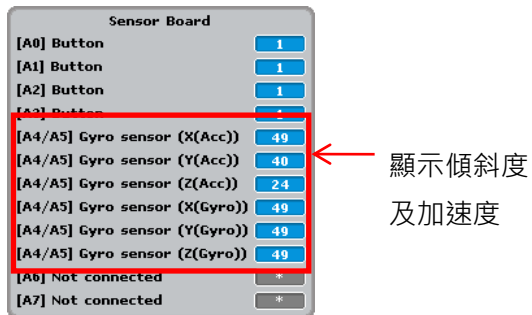 Sensor Board
[A0] Button 1
[A1] Button 1
[A2] Button 1
[A3] Button 1
[A4/A5] Gyro sensor (X(Acc)) 49
[A4/A5] Gyro sensor (Y(Acc)) 40
[A4/A5] Gyro sensor (Z(Acc)) 24
[A4/A5] Gyro sensor (X(Gyro)) 49
[A4/A5] Gyro sensor (Y(Gyro)) 49
[A4/A5] Gyro sensor (Z(Gyro)) 49
[A6] Not connected *
[A7] Not connected *
顯示傾斜度
及加速度